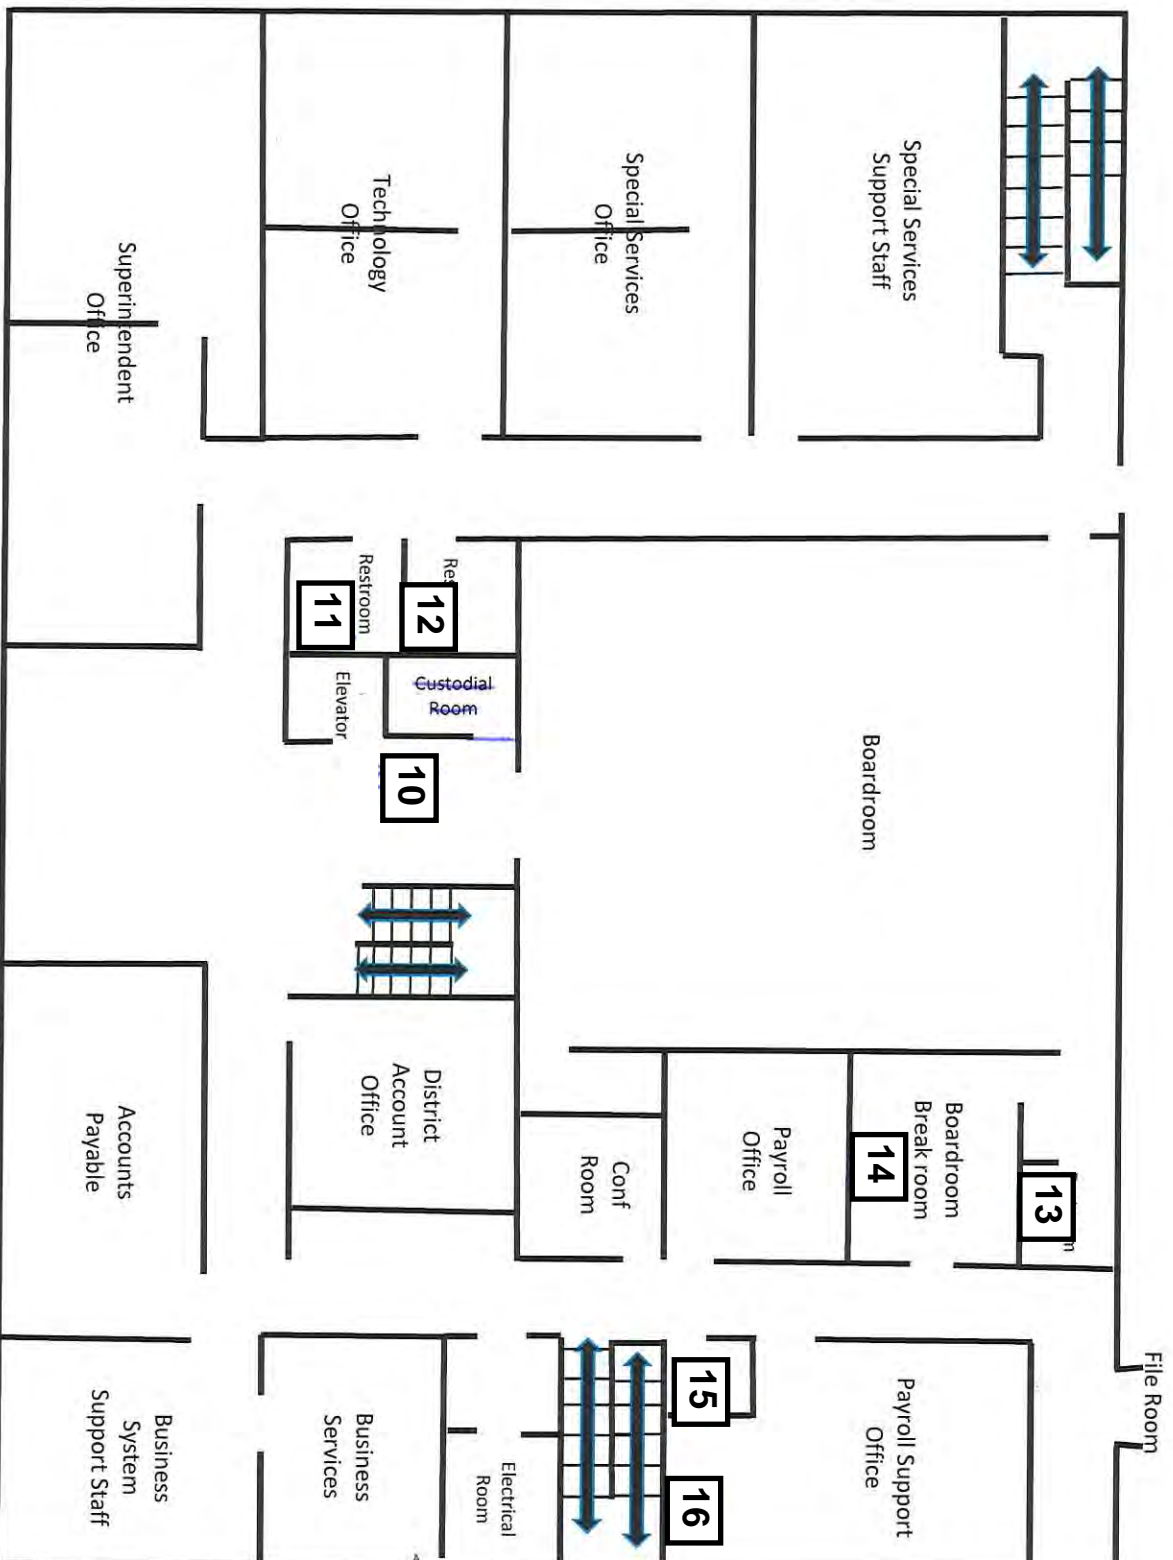 Special Services
Support Staff
Special Services
Office
Technology
Office
Superintendent
Office
File Room
Boardroom
Restroom
12
11
Custodial
Room
Elevator
10
13
Boardroom
Break room
14
Payroll
Office
Conf
Room
District
Account
Office
Accounts
Payable
Payroll Support
Office
15
16
Electrical
Room
Business
Services
Business
System
Support Staff